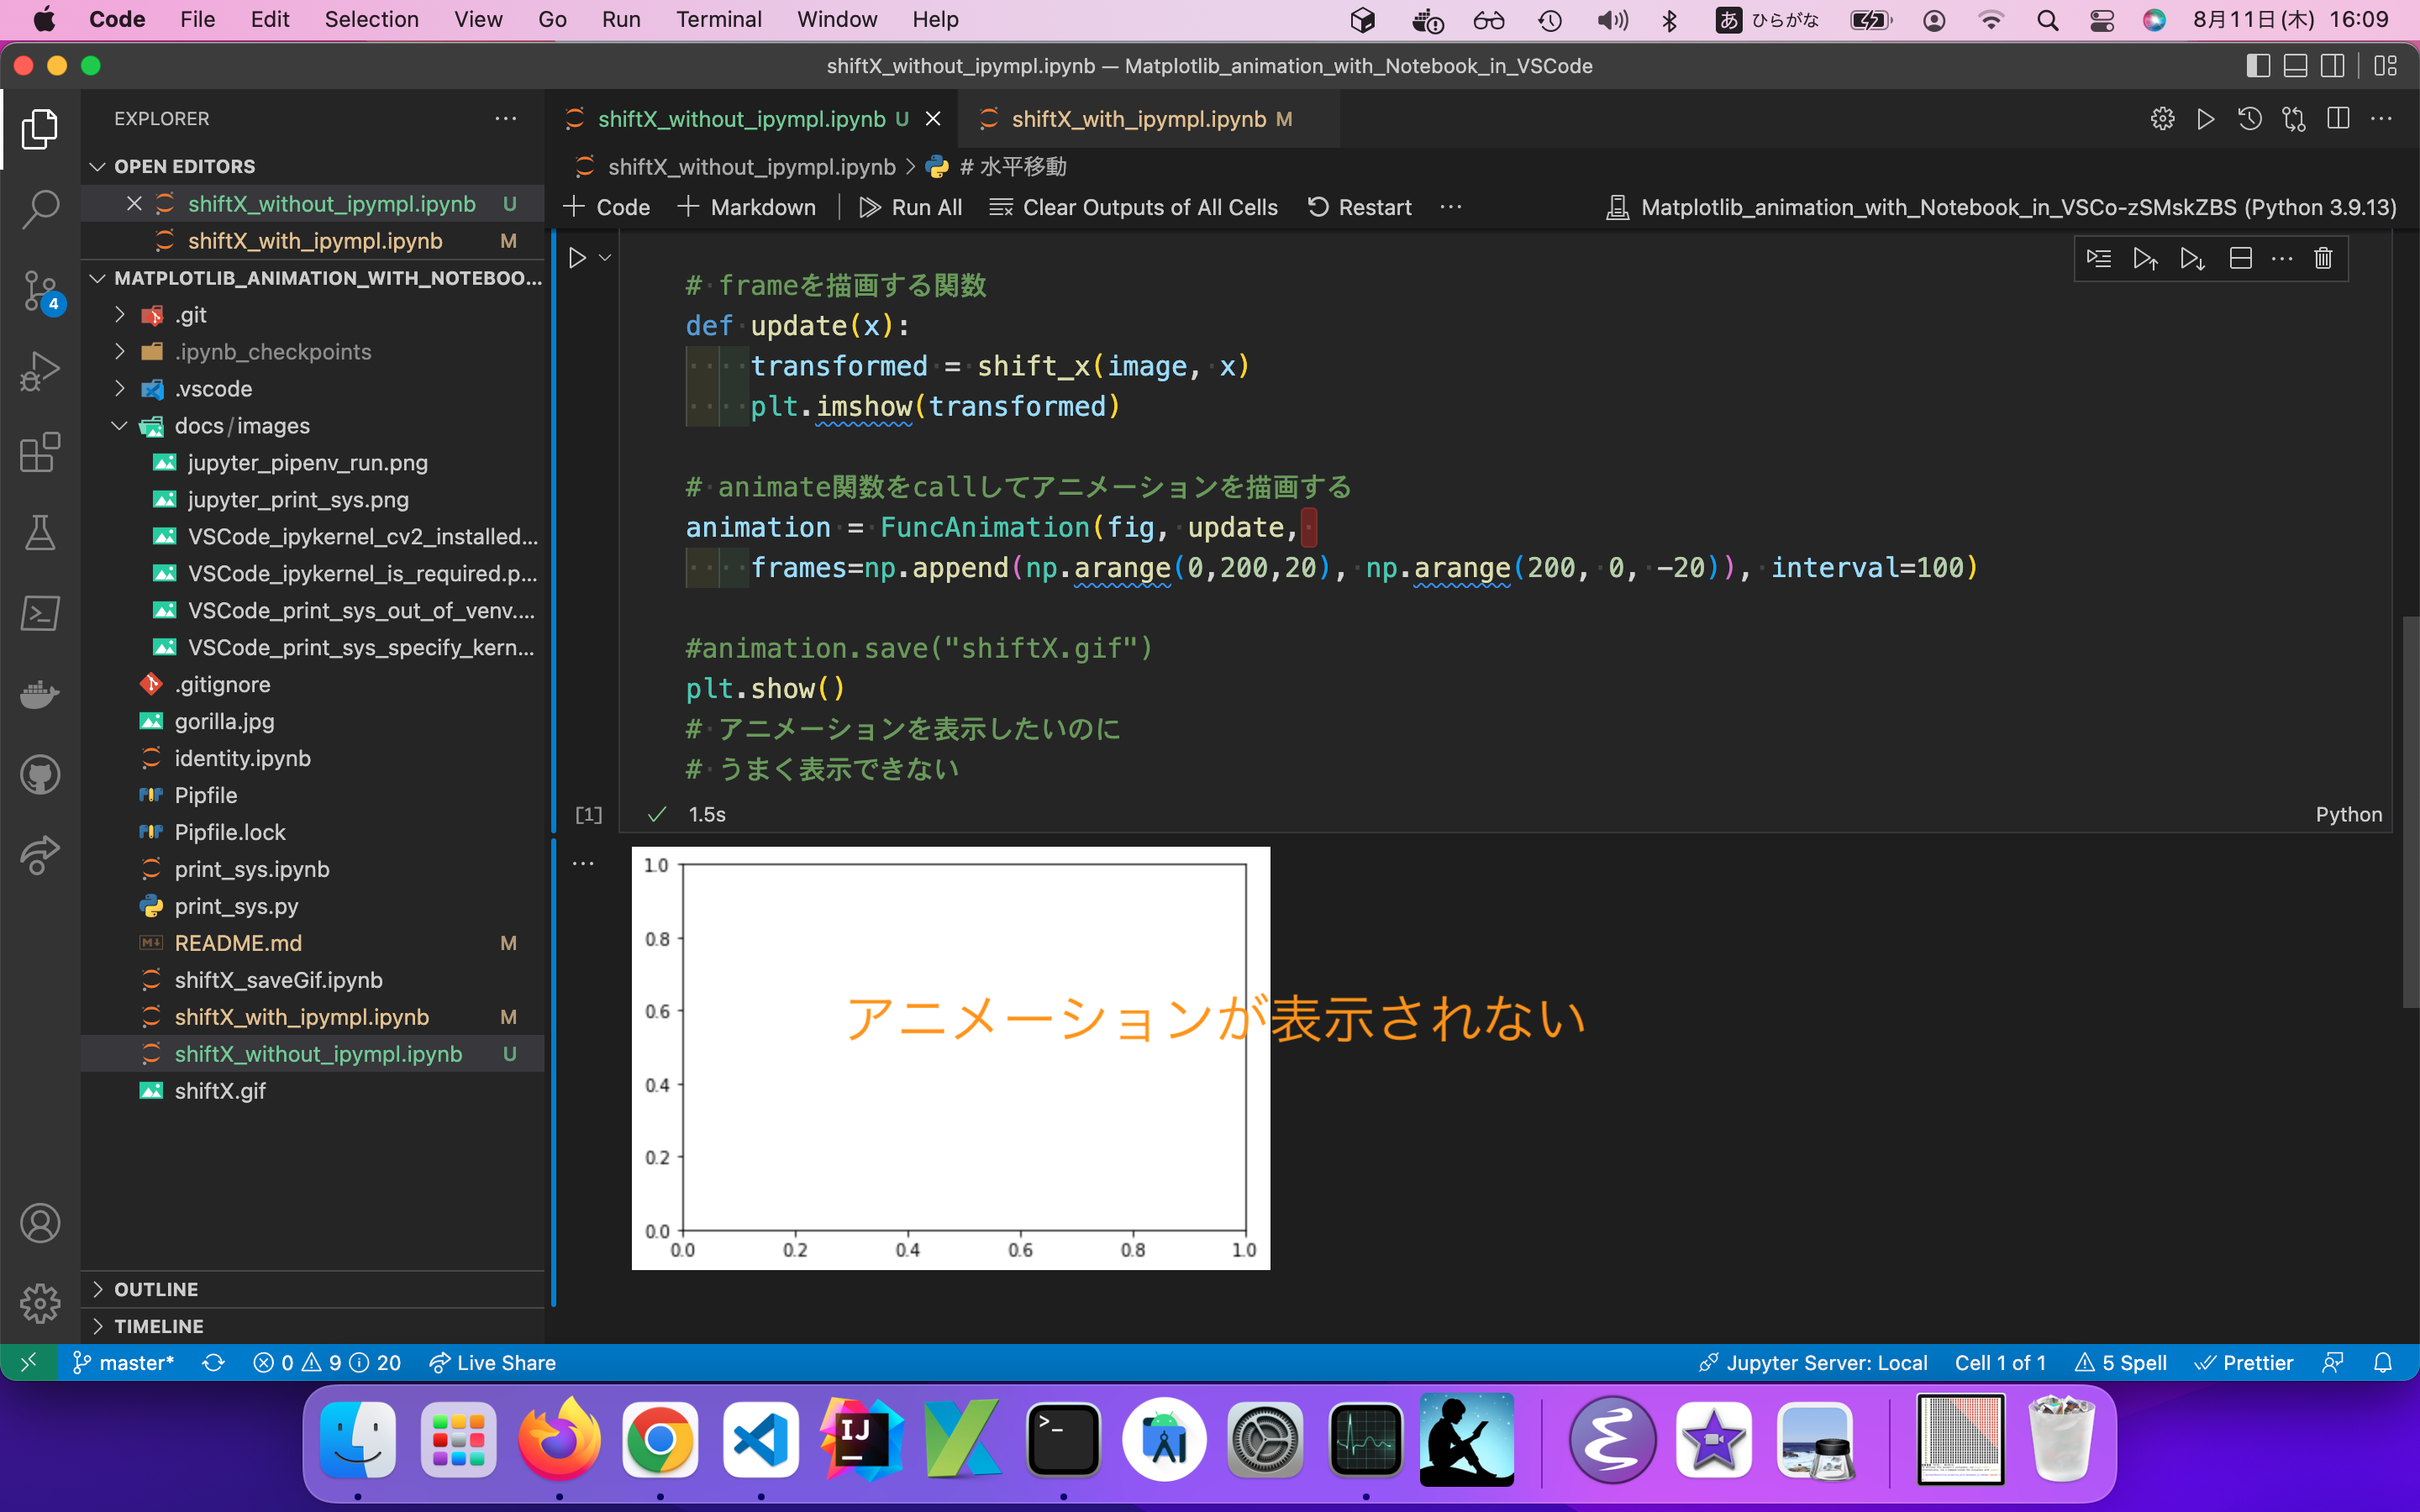 Code File Edit Selection View Go Run Terminal Window Help あ ひらがな 8月11日(木) 16:09
shiftX_without_ipympl.ipynb — Matplotlib_animation_with_Notebook_in_VSCode
EXPLORER
shiftX_without_ipympl.ipynb U
shiftX_with_ipympl.ipynb M
OPEN EDITORS
shiftX_without_ipympl.ipynb U
shiftX_with_ipympl.ipynb M
shiftX_without_ipympl.ipynb > # 水平移動
+ Code + Markdown Run All Clear Outputs of All Cells Restart ... Matplotlib_animation_with_Notebook_in_VSCo-zSMskZBS (Python 3.9.13)
MATPLOTLIB_ANIMATION_WITH_NOTEBOO...
.git
.ipynb_checkpoints
.vscode
docs/images
jupyter_pipenv_run.png
jupyter_print_sys.png
VSCode_ipykernel_cv2_installed...
VSCode_ipykernel_is_required.p...
VSCode_print_sys_out_of_venv....
VSCode_print_sys_specify_kern...
.gitignore
gorilla.jpg
identity.ipynb
Pipfile
Pipfile.lock
print_sys.ipynb
print_sys.py
README.md M
shiftX_saveGif.ipynb
shiftX_with_ipympl.ipynb M
shiftX_without_ipympl.ipynb U
shiftX.gif
OUTLINE
TIMELINE
4
# frameを描画する関数
def update(x):
    transformed = shift_x(image, x)
    plt.imshow(transformed)
# animate関数をcallしてアニメーションを描画する
animation = FuncAnimation(fig, update,
    frames=np.append(np.arange(0,200,20), np.arange(200, 0, -20)), interval=100)
#animation.save("shiftX.gif")
plt.show()
# アニメーションを表示したいのに
# うまく表示できない
[1] ✓ 1.5s Python
1.0
0.8
0.6
0.4
0.2
0.0
0.0 0.2 0.4 0.6 0.8 1.0
アニメーションが表示されない
master* 0 9 20 Live Share Jupyter Server: Local Cell 1 of 1 5 Spell Prettier
IJ
>_